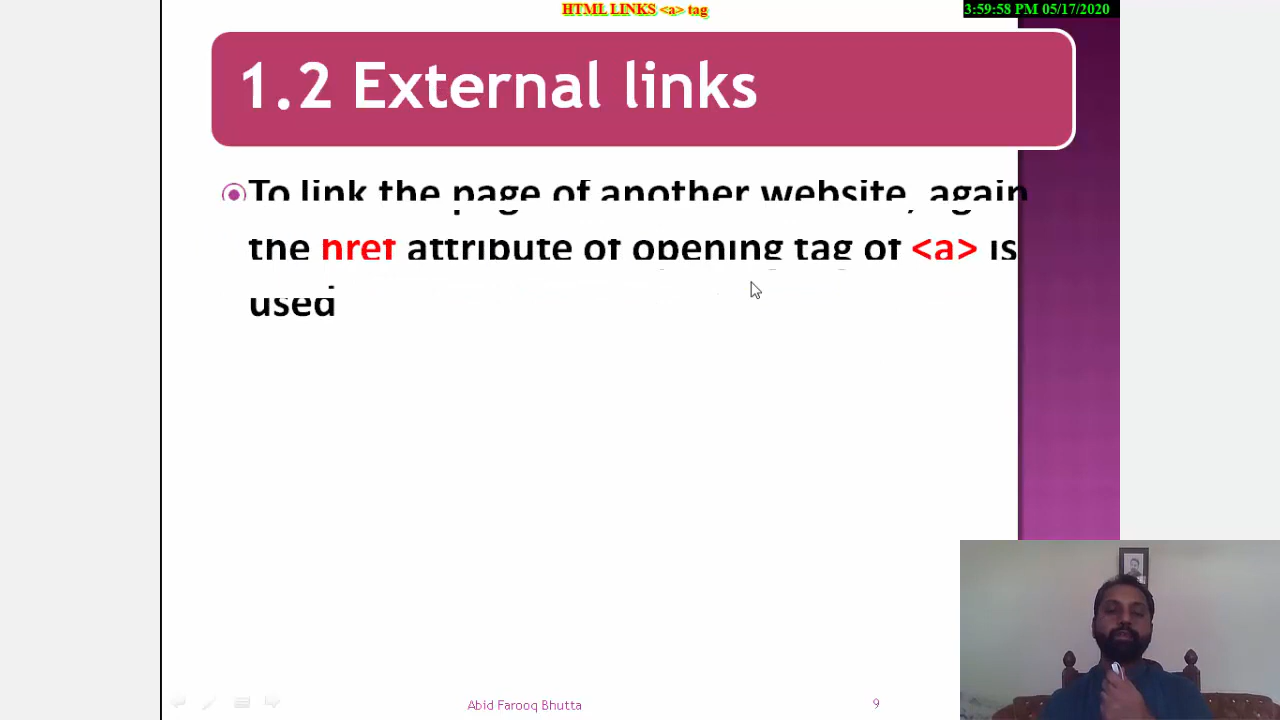 HTML LINKS <a> tag
3:59:58 PM 05/17/2020
1.2 External links
To link the page of another website, again
the href attribute of opening tag of <a> is
used
Abid Farooq Bhutta
9